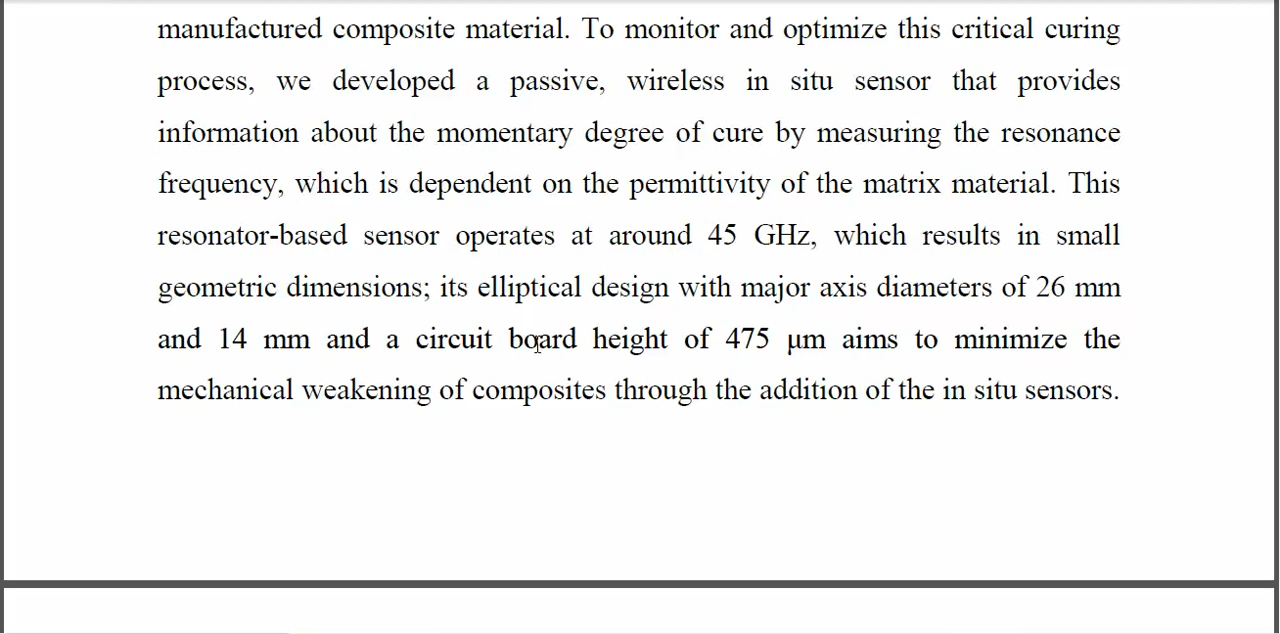 manufactured composite material. To monitor and optimize this critical curing
process, we developed a passive, wireless in situ sensor that provides
information about the momentary degree of cure by measuring the resonance
frequency, which is dependent on the permittivity of the matrix material. This
resonator-based sensor operates at around 45 GHz, which results in small
geometric dimensions; its elliptical design with major axis diameters of 26 mm
and 14 mm and a circuit board height of 475 μm aims to minimize the
mechanical weakening of composites through the addition of the in situ sensors.